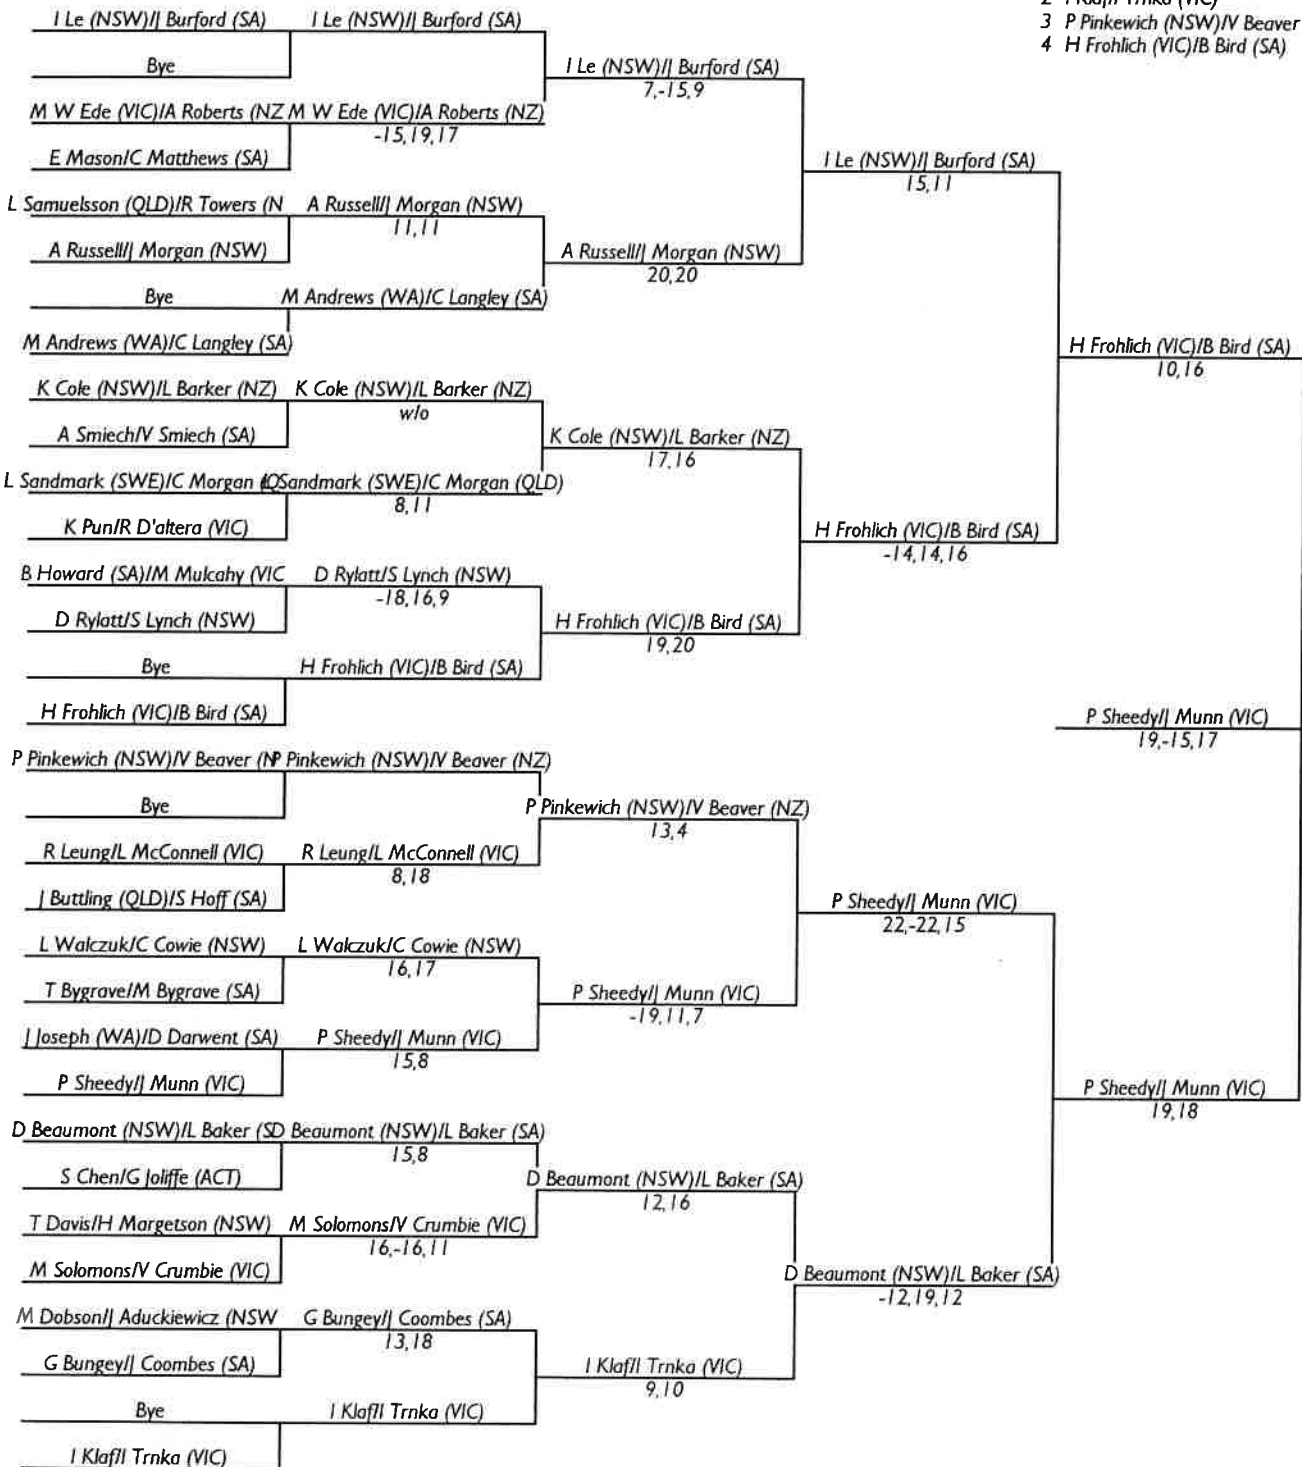 2 I Klaf/I Trnka (VIC)
3 P Pinkewich (NSW)/V Beaver
4 H Frohlich (VIC)/B Bird (SA)
I Le (NSW)/J Burford (SA) I Le (NSW)/J Burford (SA)
Bye
I Le (NSW)/J Burford (SA)
7,-15,9
M W Ede (VIC)/A Roberts (NZ M W Ede (VIC)/A Roberts (NZ)
-15,19,17
E Mason/C Matthews (SA)
I Le (NSW)/J Burford (SA)
15,11
L Samuelsson (QLD)/R Towers (N A Russell/J Morgan (NSW)
11,11
A Russell/J Morgan (NSW) A Russell/J Morgan (NSW)
20,20
Bye M Andrews (WA)/C Langley (SA)
M Andrews (WA)/C Langley (SA)
H Frohlich (VIC)/B Bird (SA)
10,16
K Cole (NSW)/L Barker (NZ) K Cole (NSW)/L Barker (NZ)
w/o
A Smiech/V Smiech (SA) K Cole (NSW)/L Barker (NZ)
17,16
L Sandmark (SWE)/C Morgan (Q Sandmark (SWE)/C Morgan (QLD)
8,11
K Pun/R D'altera (VIC)
H Frohlich (VIC)/B Bird (SA)
-14,14,16
B Howard (SA)/M Mulcahy (VIC D Rylatt/S Lynch (NSW)
-18,16,9
D Rylatt/S Lynch (NSW) H Frohlich (VIC)/B Bird (SA)
19,20
Bye H Frohlich (VIC)/B Bird (SA)
H Frohlich (VIC)/B Bird (SA)
P Sheedy/J Munn (VIC)
19,-15,17
P Pinkewich (NSW)/V Beaver (N P Pinkewich (NSW)/V Beaver (NZ)
Bye P Pinkewich (NSW)/V Beaver (NZ)
13,4
R Leung/L McConnell (VIC) R Leung/L McConnell (VIC)
8,18
J Buttling (QLD)/S Hoff (SA)
P Sheedy/J Munn (VIC)
22,-22,15
L Walczuk/C Cowie (NSW) L Walczuk/C Cowie (NSW)
16,17
T Bygrave/M Bygrave (SA) P Sheedy/J Munn (VIC)
-19,11,7
J Joseph (WA)/D Darwent (SA) P Sheedy/J Munn (VIC)
15,8
P Sheedy/J Munn (VIC)
P Sheedy/J Munn (VIC)
19,18
D Beaumont (NSW)/L Baker (S D Beaumont (NSW)/L Baker (SA)
15,8
S Chen/G Joliffe (ACT) D Beaumont (NSW)/L Baker (SA)
12,16
T Davis/H Margetson (NSW) M Solomons/V Crumbie (VIC)
16,-16,11
M Solomons/V Crumbie (VIC)
D Beaumont (NSW)/L Baker (SA)
-12,19,12
M Dobson/J Aduckiewicz (NSW G Bungey/J Coombes (SA)
13,18
G Bungey/J Coombes (SA) I Klaf/I Trnka (VIC)
9,10
Bye I Klaf/I Trnka (VIC)
I Klaf/I Trnka (VIC)